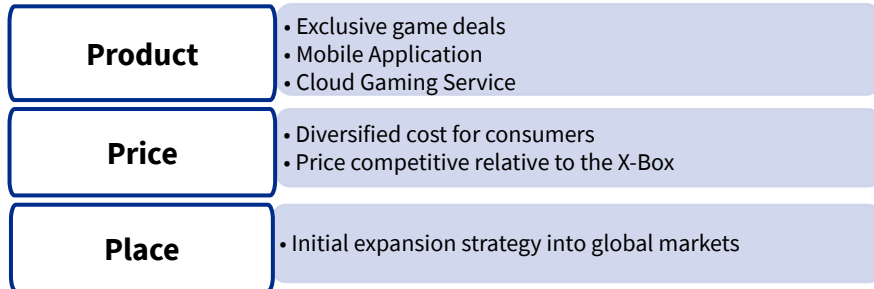 Product
• Exclusive game deals
• Mobile Application
• Cloud Gaming Service
Price
• Diversified cost for consumers
• Price competitive relative to the X-Box
Place
• Initial expansion strategy into global markets